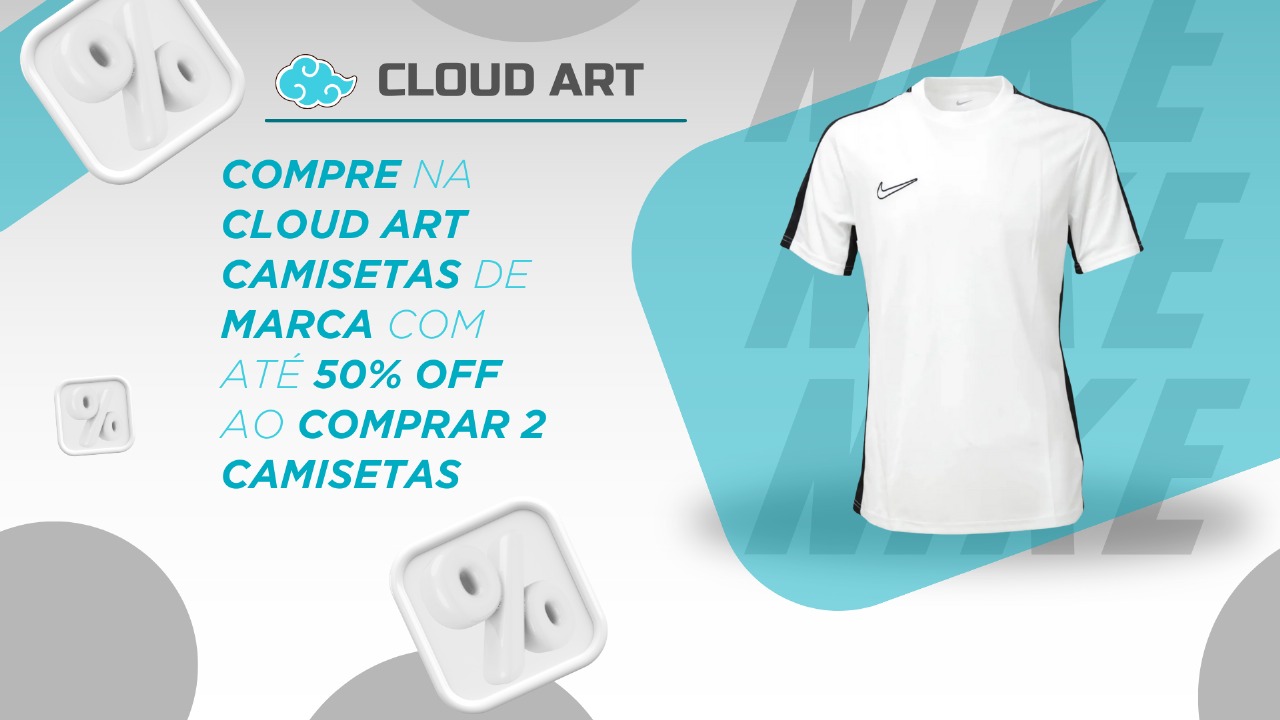 CLOUD ART
COMPRE NA
CLOUD ART
CAMISETAS DE
MARCA COM
ATÉ 50% OFF
AO COMPRAR 2
CAMISETAS
NIKE
NIKE
NIKE
%
%
%